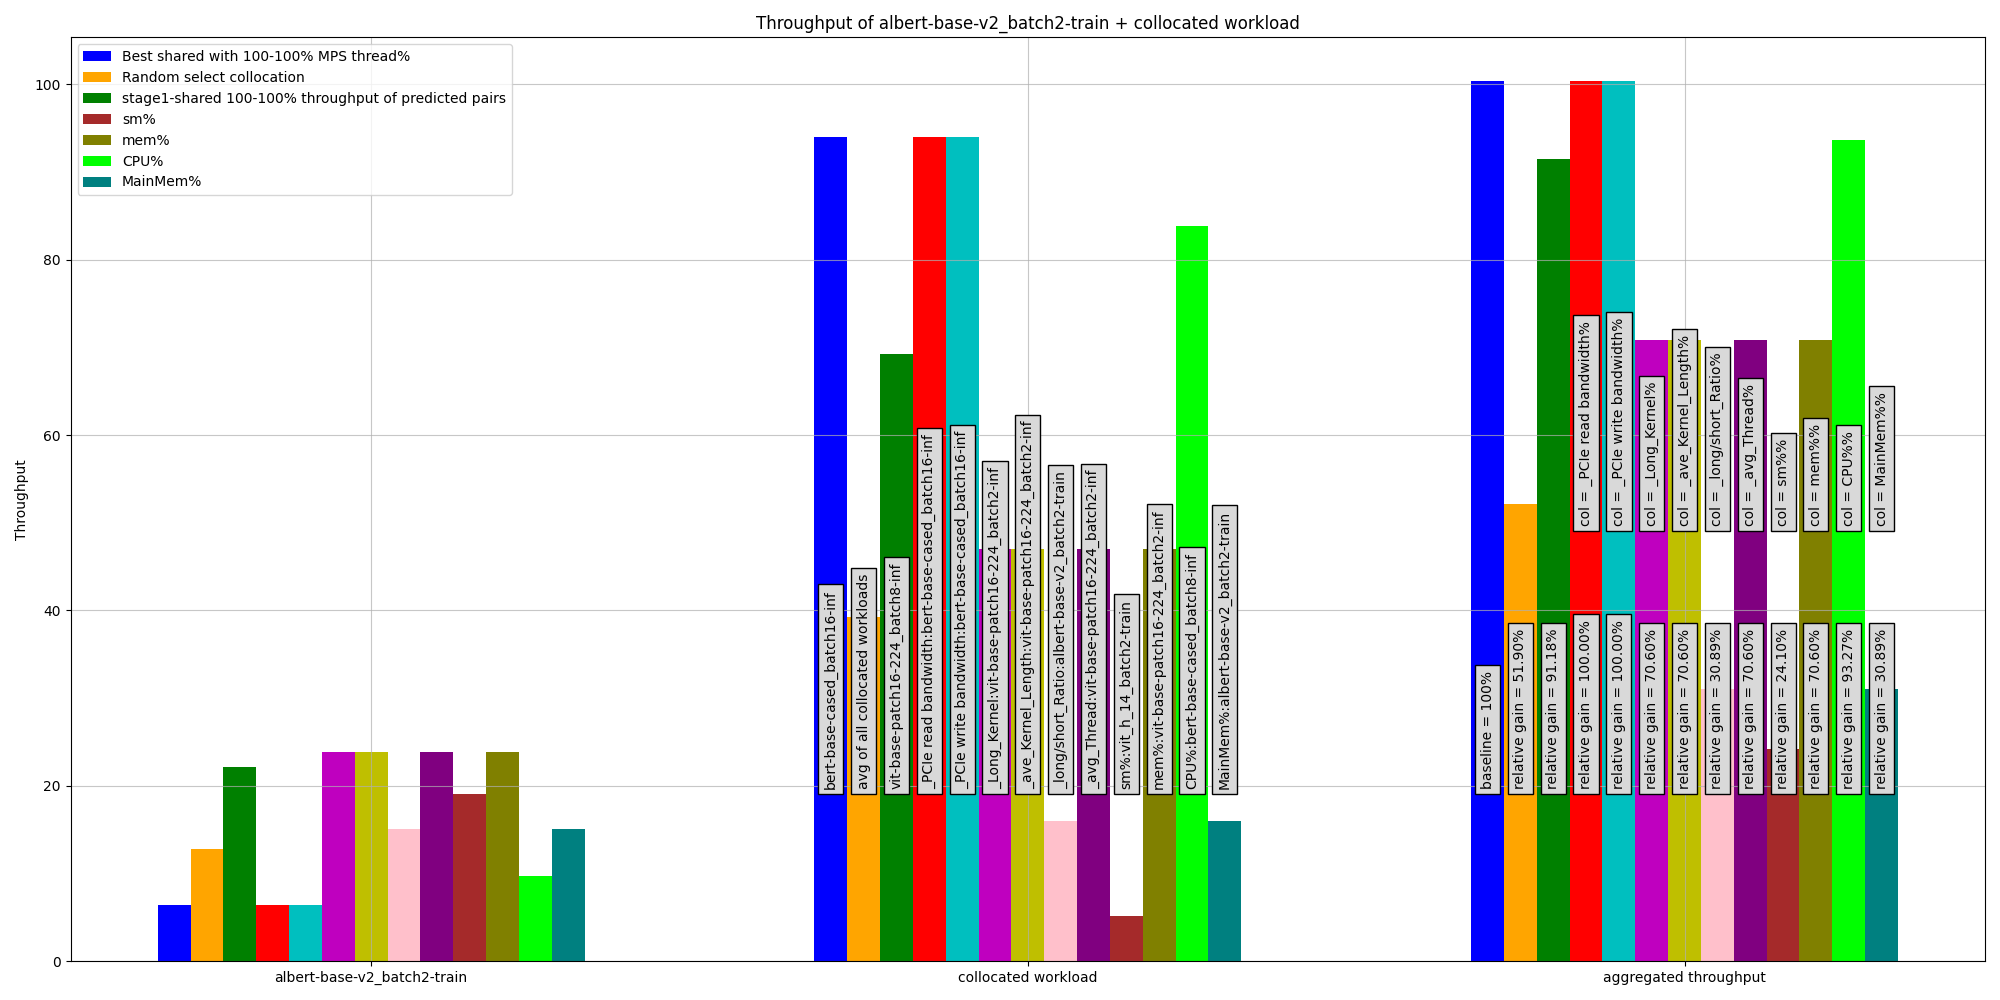 Throughput of albert-base-v2_batch2-train + collocated workload
Best shared with 100-100% MPS thread%
Random select collocation
stage1-shared 100-100% throughput of predicted pairs
sm%
mem%
CPU%
MainMem%
Throughput
100
80
60
40
20
0
bert-base-cased_batch16-inf
avg of all collocated workloads
vit-base-patch16-224_batch8-inf
_PCIe read bandwidth:bert-base-cased_batch16-inf
_PCIe write bandwidth:bert-base-cased_batch16-inf
_Long_Kernel:vit-base-patch16-224_batch2-inf
_ave_Kernel_Length:vit-base-patch16-224_batch2-inf
_long/short_Ratio:albert-base-v2_batch2-train
_avg_Thread:vit-base-patch16-224_batch2-inf
sm%:vit_h_14_batch2-train
mem%:vit-base-patch16-224_batch2-inf
CPU%:bert-base-cased_batch8-inf
MainMem%:albert-base-v2_batch2-train
col = _PCIe read bandwidth%
col = _PCIe write bandwidth%
col = _Long_Kernel%
col = _ave_Kernel_Length%
col = _long/short_Ratio%
col = _avg_Thread%
col = sm%%
col = mem%%
col = CPU%%
col = MainMem%%
baseline = 100%
relative gain = 51.90%
relative gain = 91.18%
relative gain = 100.00%
relative gain = 100.00%
relative gain = 70.60%
relative gain = 70.60%
relative gain = 30.89%
relative gain = 70.60%
relative gain = 24.10%
relative gain = 70.60%
relative gain = 93.27%
relative gain = 30.89%
albert-base-v2_batch2-train
collocated workload
aggregated throughput